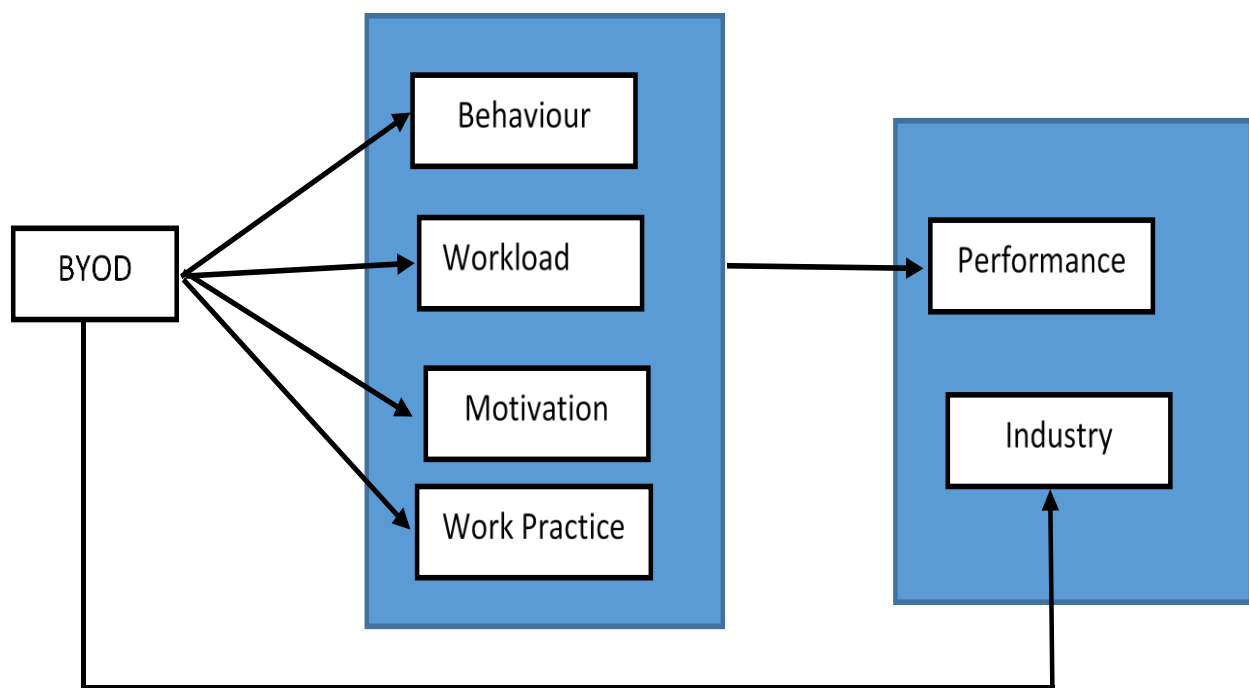 Behaviour
BYOD
Workload
Performance
Motivation
Industry
Work Practice